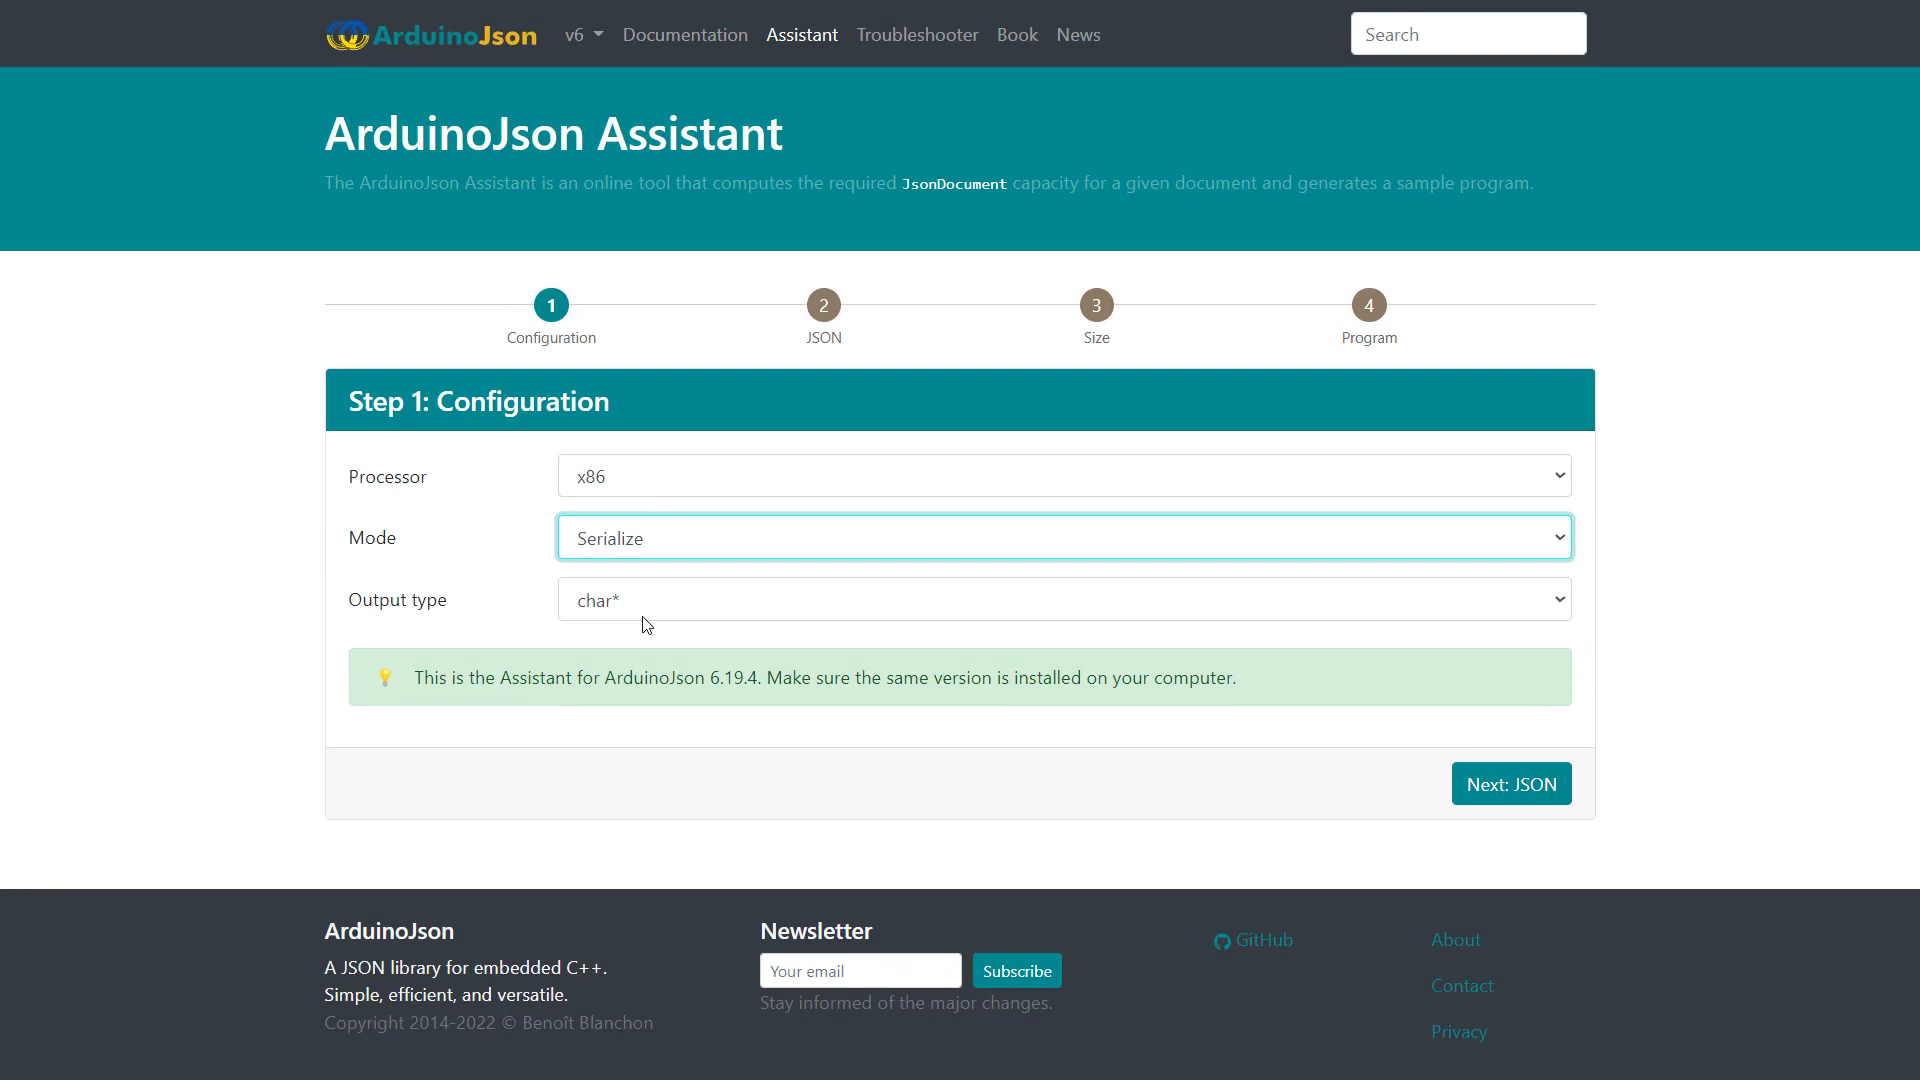 ArduinoJson v6 Documentation Assistant Troubleshooter Book News Search
ArduinoJson Assistant
The ArduinoJson Assistant is an online tool that computes the required JsonDocument capacity for a given document and generates a sample program.
1 2 3 4
Configuration JSON Size Program
Step 1: Configuration
Processor x86
Mode Serialize
Output type char*
This is the Assistant for ArduinoJson 6.19.4. Make sure the same version is installed on your computer.
Next: JSON
ArduinoJson
A JSON library for embedded C++.
Simple, efficient, and versatile.
Copyright 2014-2022 © Benoît Blanchon
Newsletter
Your email Subscribe
Stay informed of the major changes.
GitHub
About
Contact
Privacy